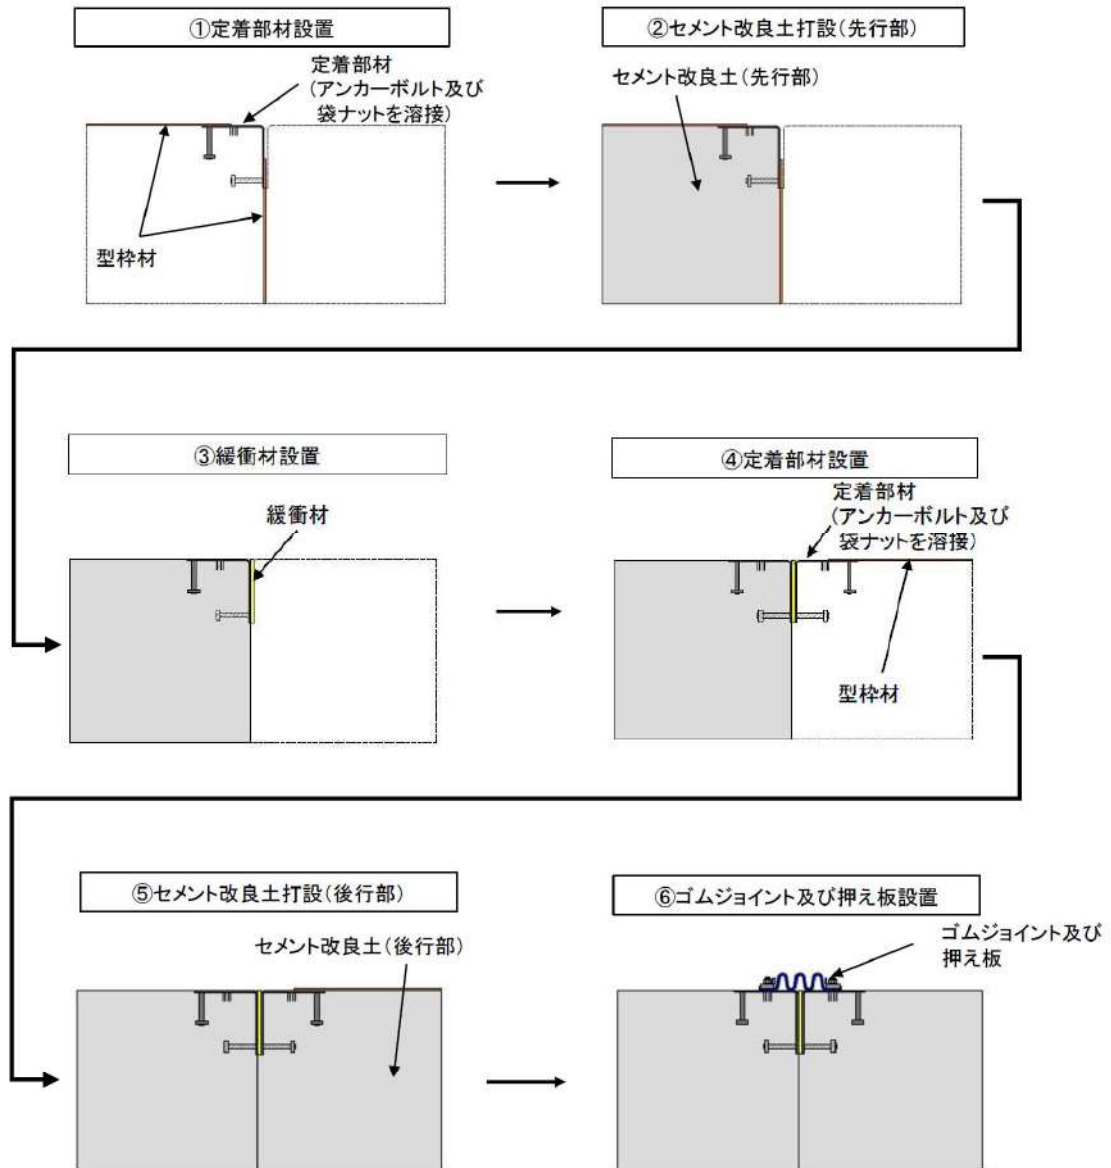 ①定着部材設置
定着部材
(アンカーボルト及び
袋ナットを溶接)
型枠材
②セメント改良土打設(先行部)
セメント改良土(先行部)
③緩衝材設置
緩衝材
④定着部材設置
定着部材
(アンカーボルト及び
袋ナットを溶接)
型枠材
⑤セメント改良土打設(後行部)
セメント改良土(後行部)
⑥ゴムジョイント及び押え板設置
ゴムジョイント及び
押え板